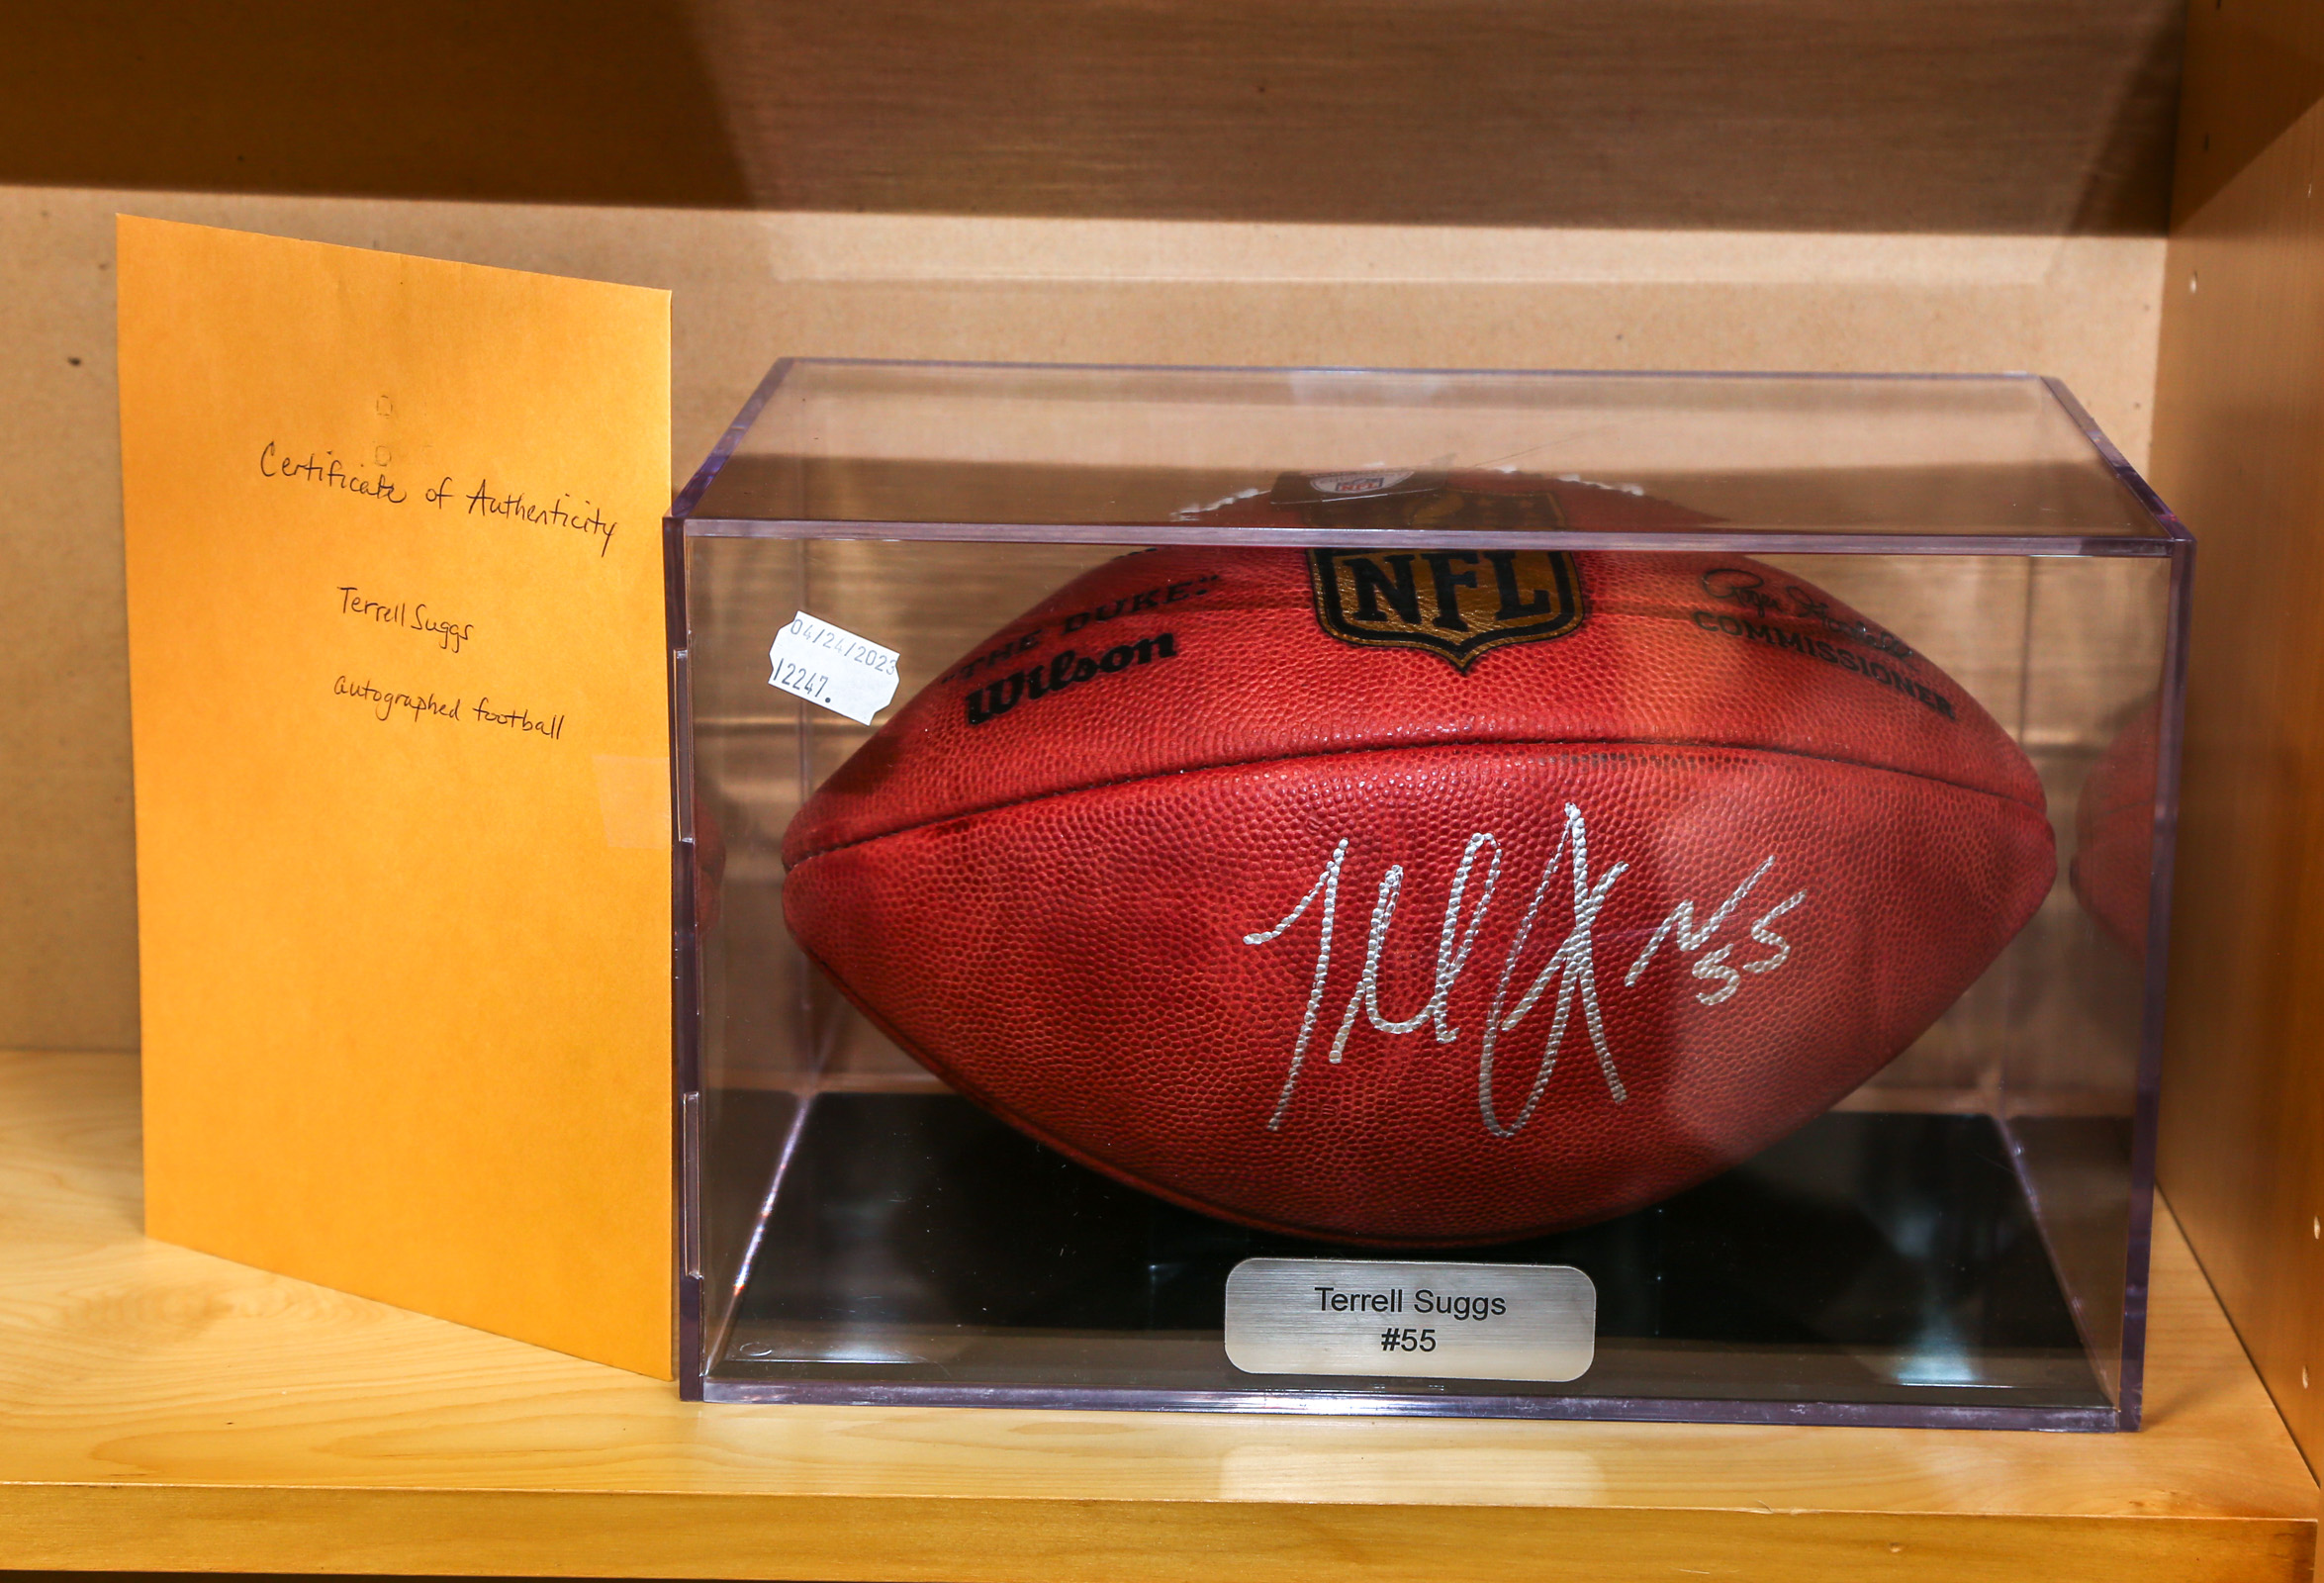 Certificate of Authenticity
Terrell Suggs
autographed football
04/24/2023
12247.
"THE DUKE"
Wilson
NFL
COMMISSIONER
55
Terrell Suggs
#55